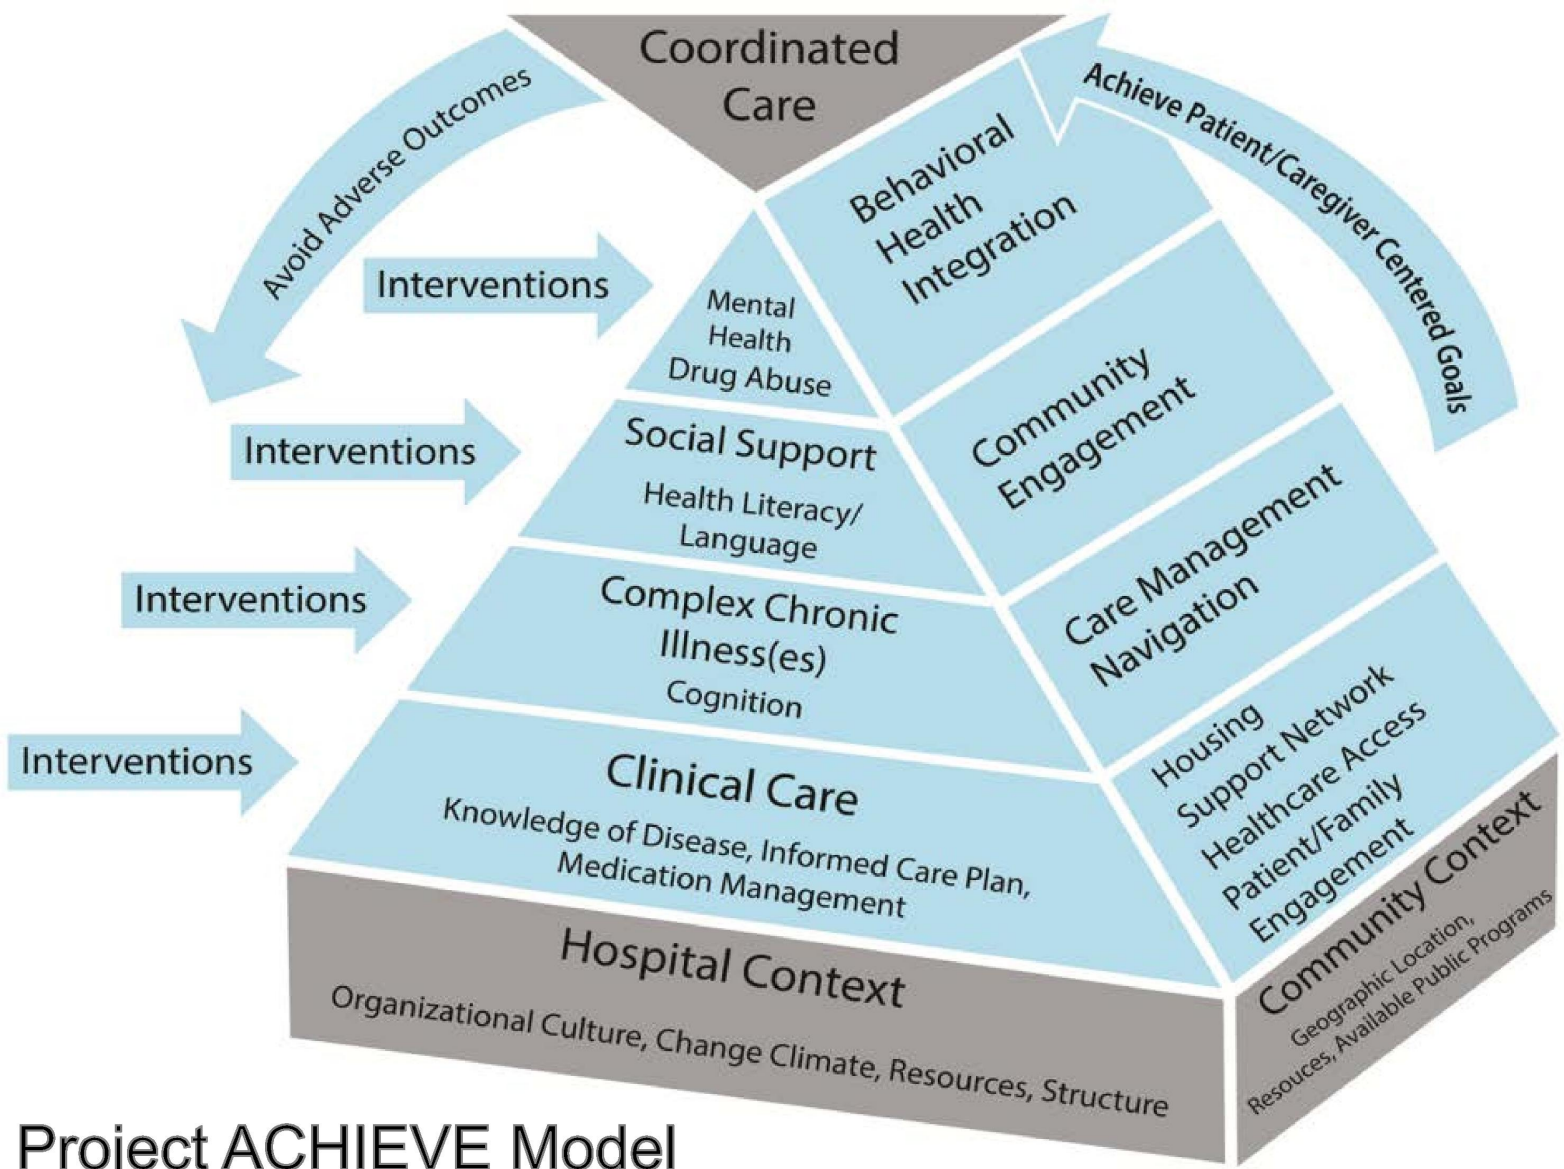 Coordinated
Care
Avoid Adverse Outcomes
Achieve Patient/Caregiver Centered Goals
Interventions
Mental
Health
Drug Abuse
Behavioral
Health
Integration
Interventions
Social Support
Health Literacy/
Language
Community
Engagement
Interventions
Complex Chronic
Illness(es)
Cognition
Care Management
Navigation
Interventions
Clinical Care
Knowledge of Disease, Informed Care Plan,
Medication Management
Housing
Support Network
Healthcare Access
Patient/Family
Engagement
Hospital Context
Organizational Culture, Change Climate, Resources, Structure
Community Context
Geographic Location,
Resouces, Available Public Programs
Project ACHIEVE Model